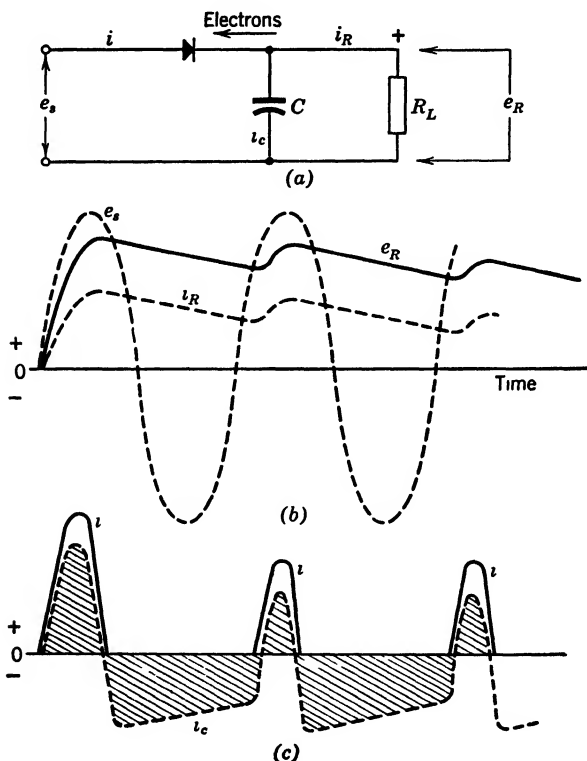 Electrons
i
i_R
+
e_s
C
R_L
e_R
i_c
(a)
e_s
e_R
i_R
+
0
−
Time
(b)
i
i
i
+
0
−
i_c
(c)